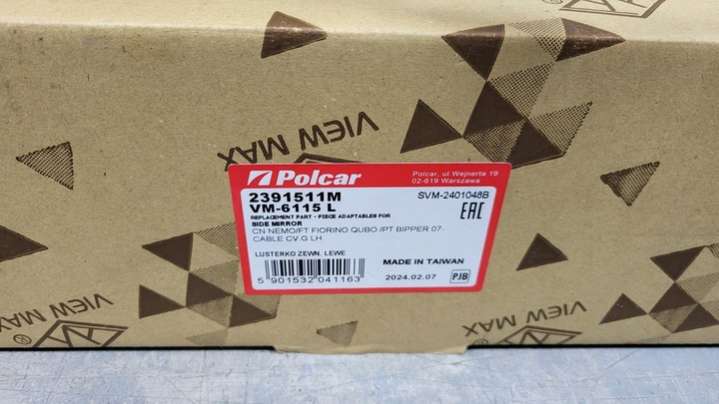 VIEW MAX
Polcar
Polcar, ul. Wejnerta 19
02-619 Warszawa
2391511M
SVM-2401048B
VM-6115 L
EAC
REPLACEMENT PART - PIECE ADAPTABLES FOR
SIDE MIRROR
CN NEMO/FT FIORINO QUBO /PT BIPPER 07-
CABLE CV.G LH
LUSTERKO ZEWN. LEWE
MADE IN TAIWAN
5 901532 041163
2024.02.07
PJB
VIEW MAX
VIEW MAX